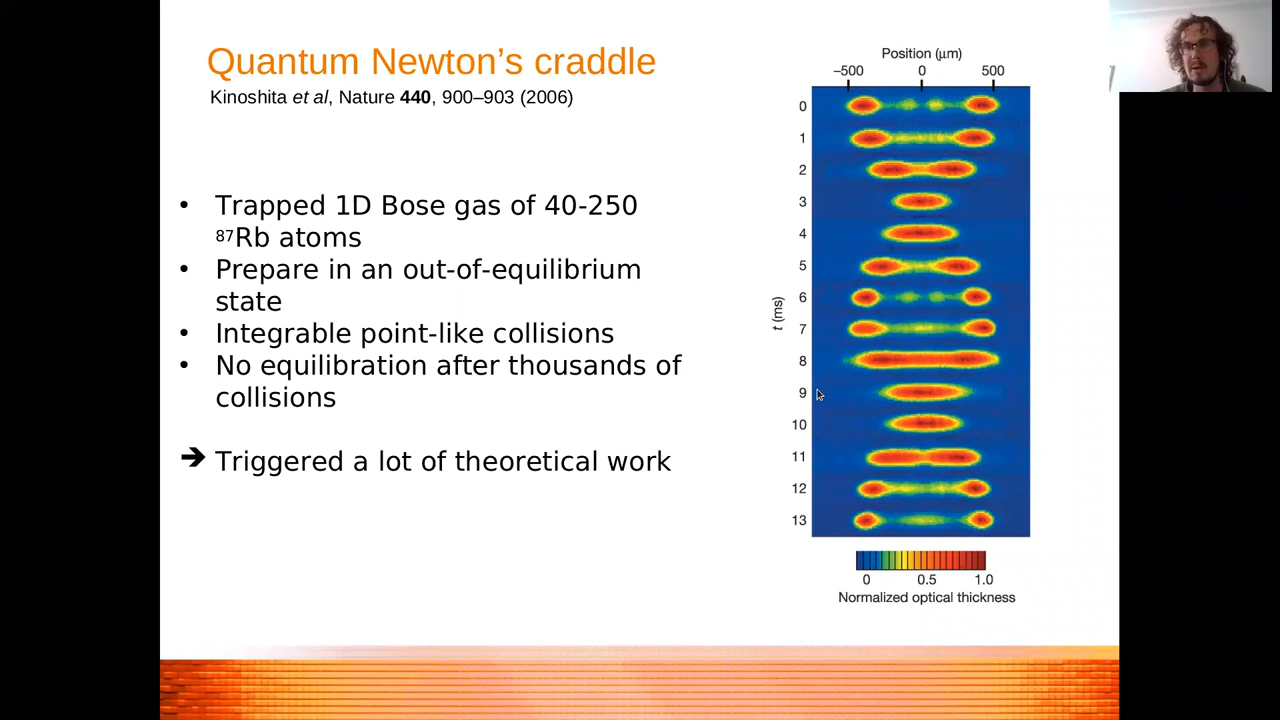 Quantum Newton’s craddle
Kinoshita et al, Nature 440, 900–903 (2006)
• Trapped 1D Bose gas of 40-250
⁸⁷Rb atoms
• Prepare in an out-of-equilibrium
state
• Integrable point-like collisions
• No equilibration after thousands of
collisions
➔ Triggered a lot of theoretical work
Position (μm)
–500 0 500
t (ms)
0
1
2
3
4
5
6
7
8
9
10
11
12
13
0 0.5 1.0
Normalized optical thickness